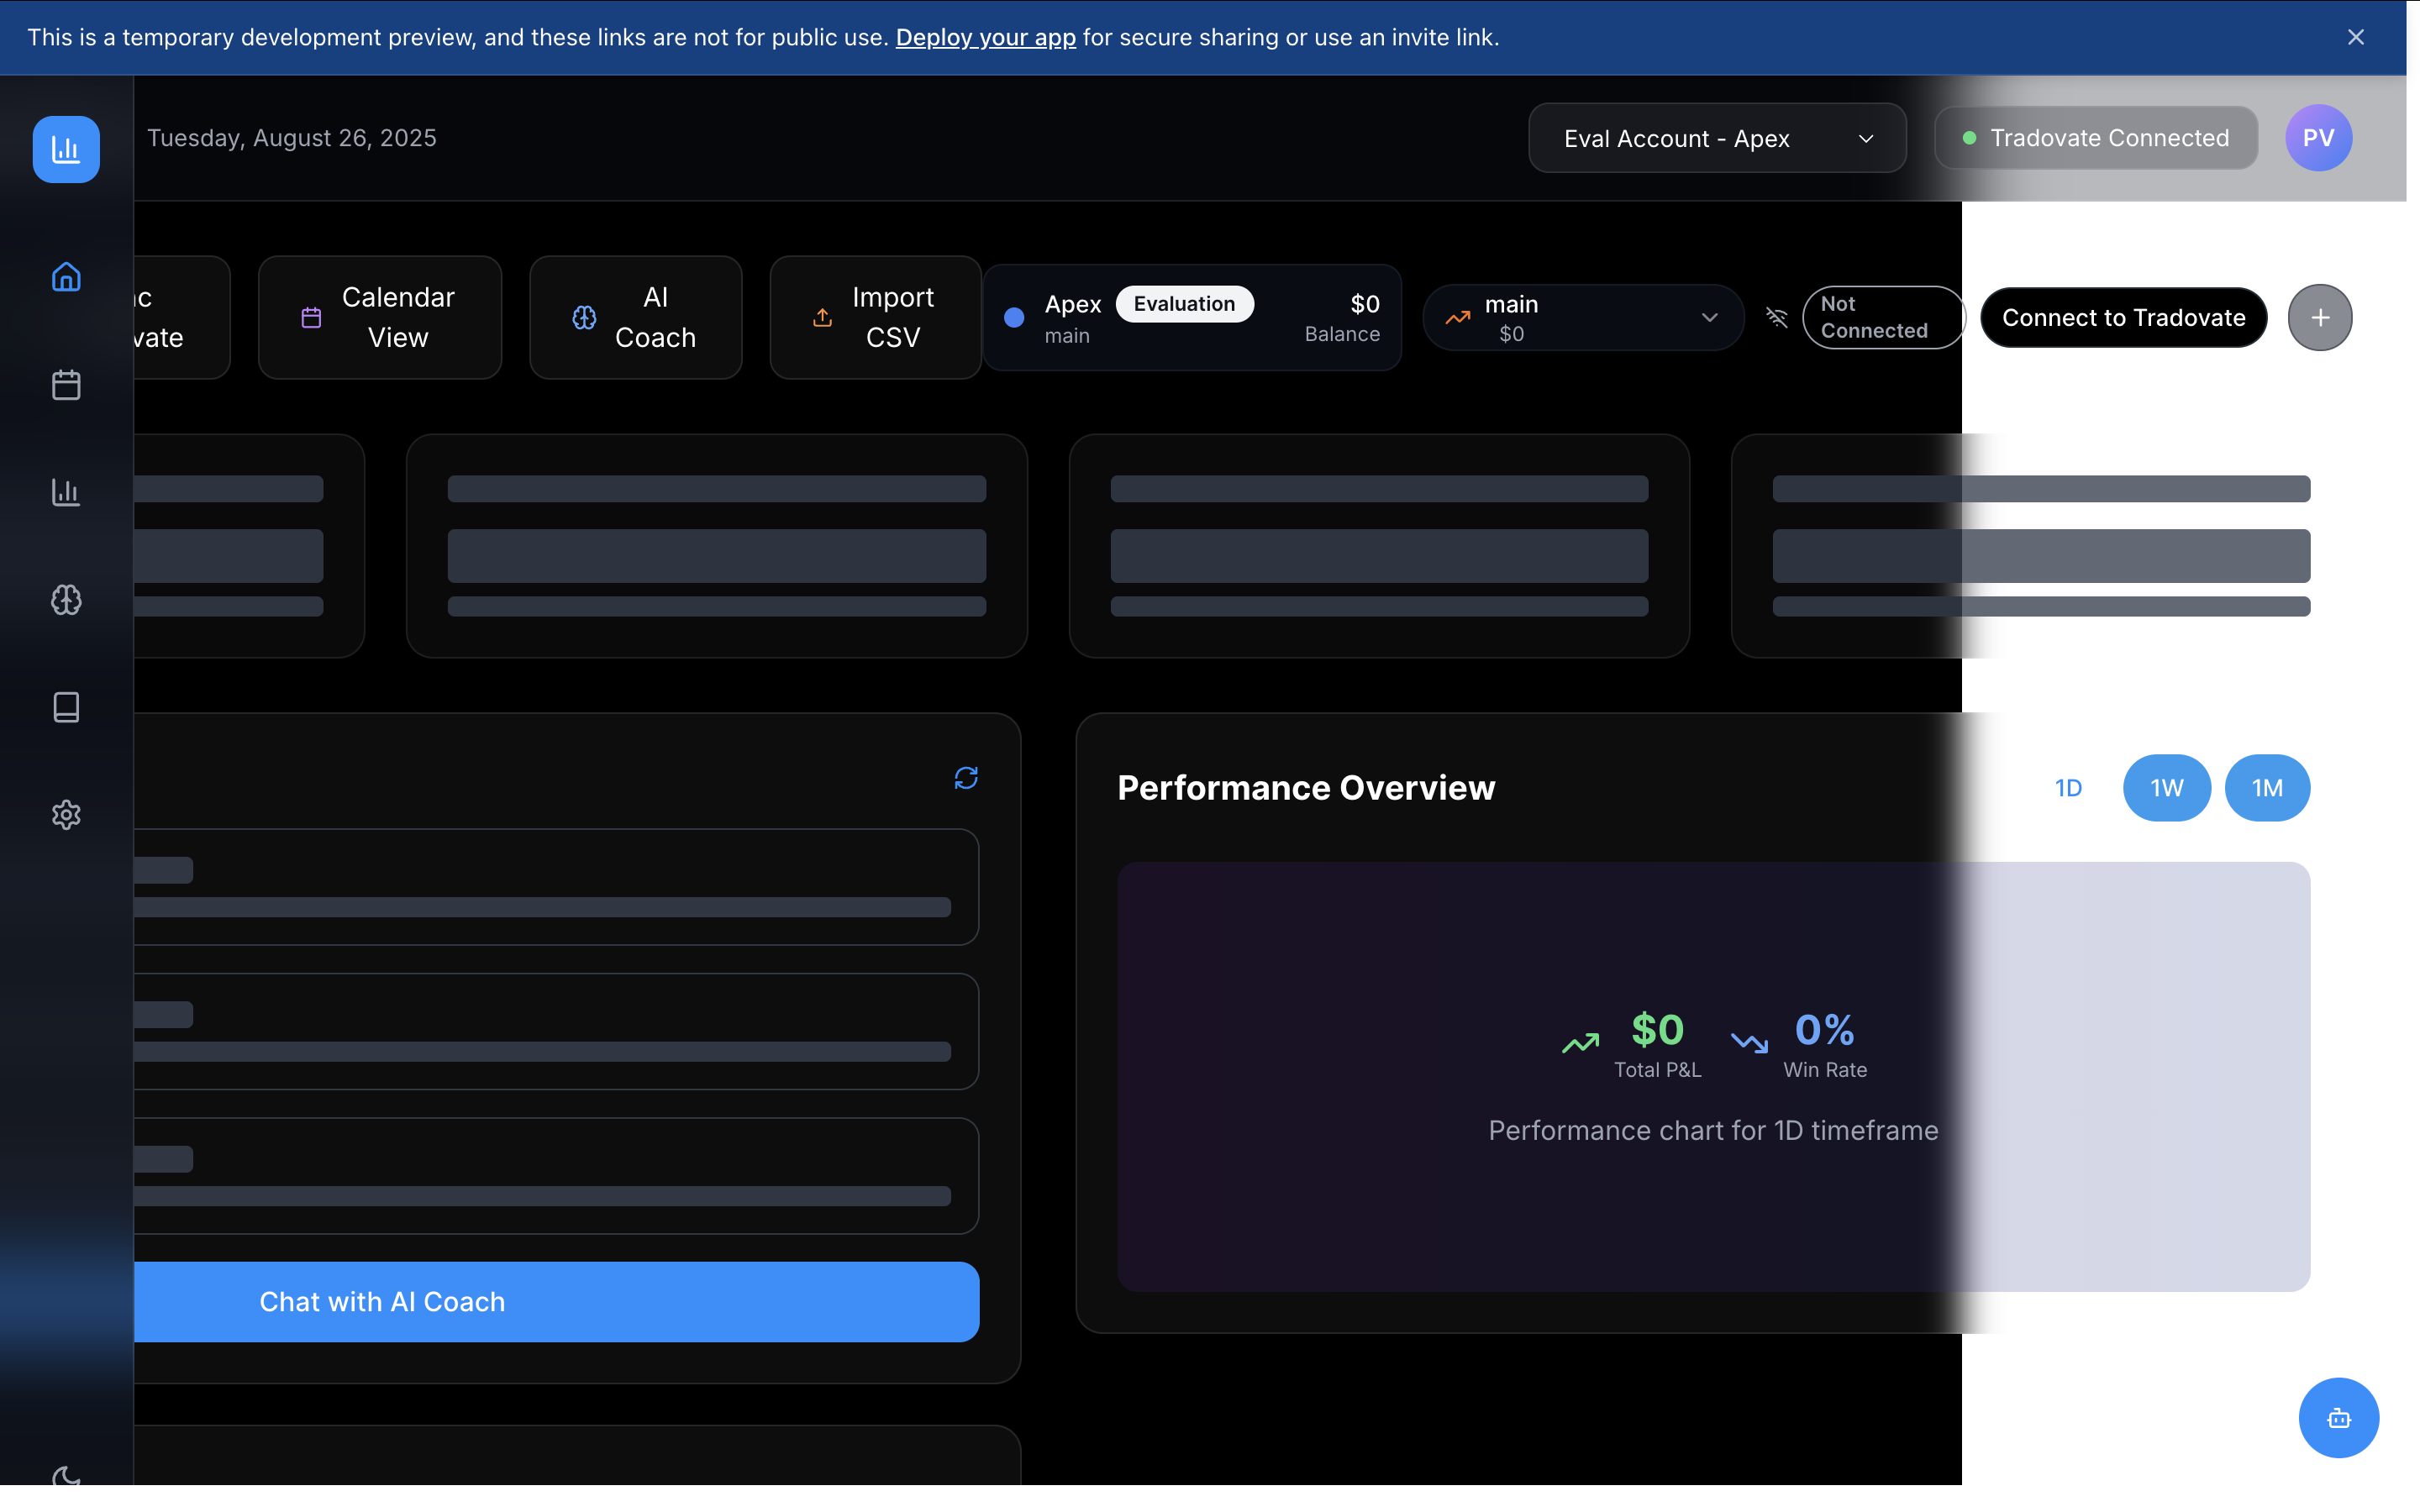 This is a temporary development preview, and these links are not for public use. Deploy your app for secure sharing or use an invite link.
Tuesday, August 26, 2025
Eval Account - Apex
Tradovate Connected
PV
Calendar
View
AI
Coach
Import
CSV
Apex Evaluation
main
$0
Balance
main
$0
Not
Connected
Connect to Tradovate
Performance Overview
1D
1W
1M
$0
Total P&L
0%
Win Rate
Performance chart for 1D timeframe
Chat with AI Coach